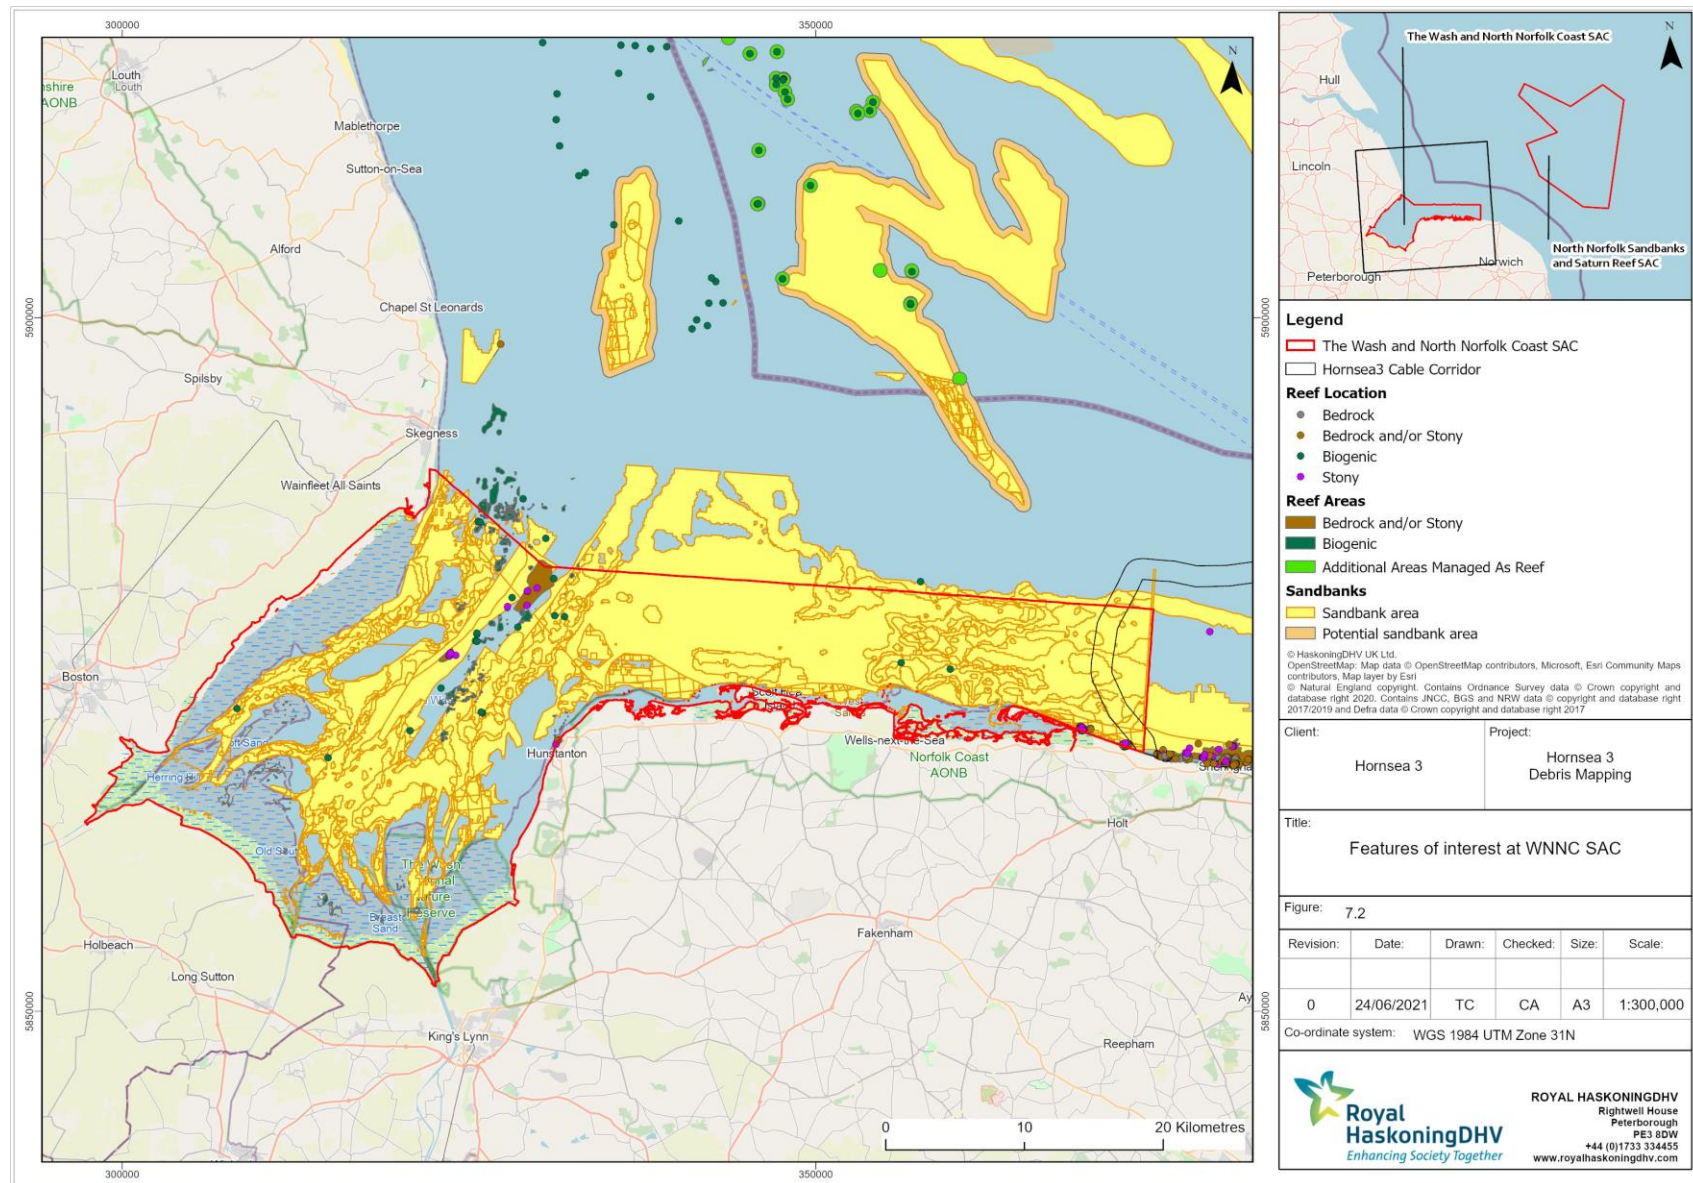 300000
350000
5900000
5900000
5850000
5850000
300000
350000
Louth
Louth
nshire
AONB
Mablethorpe
Sutton-on-Sea
Alford
Chapel St Leonards
Spilsby
Skegness
Wainfleet All Saints
Boston
Hunstanton
Wells-next-the-Sea
Norfolk Coast
AONB
Holt
Old Sou
Breast
Sand
Holbeach
Long Sutton
Fakenham
King's Lynn
Reepham
Ay
N
0 10 20 Kilometres
The Wash and North Norfolk Coast SAC
N
Hull
Lincoln
Peterborough
Norwich
North Norfolk Sandbanks
and Saturn Reef SAC
Legend
The Wash and North Norfolk Coast SAC
Hornsea3 Cable Corridor
Reef Location
Bedrock
Bedrock and/or Stony
Biogenic
Stony
Reef Areas
Bedrock and/or Stony
Biogenic
Additional Areas Managed As Reef
Sandbanks
Sandbank area
Potential sandbank area
© HaskoningDHV UK Ltd.
OpenStreetMap: Map data © OpenStreetMap contributors, Microsoft, Esri Community Maps
contributors, Map layer by Esri
© Natural England copyright. Contains Ordnance Survey data © Crown copyright and
database right 2020. Contains JNCC, BGS and NRW data © copyright and database right
2017/2019 and Defra data © Crown copyright and database right 2017
Client:
Hornsea 3
Project:
Hornsea 3
Debris Mapping
Title:
Features of interest at WNNC SAC
Figure: 7.2
Revision: Date: Drawn: Checked: Size: Scale:
0 24/06/2021 TC CA A3 1:300,000
Co-ordinate system: WGS 1984 UTM Zone 31N
Royal
HaskoningDHV
Enhancing Society Together
ROYAL HASKONINGDHV
Rightwell House
Peterborough
PE3 8DW
+44 (0)1733 334455
www.royalhaskoningdhv.com